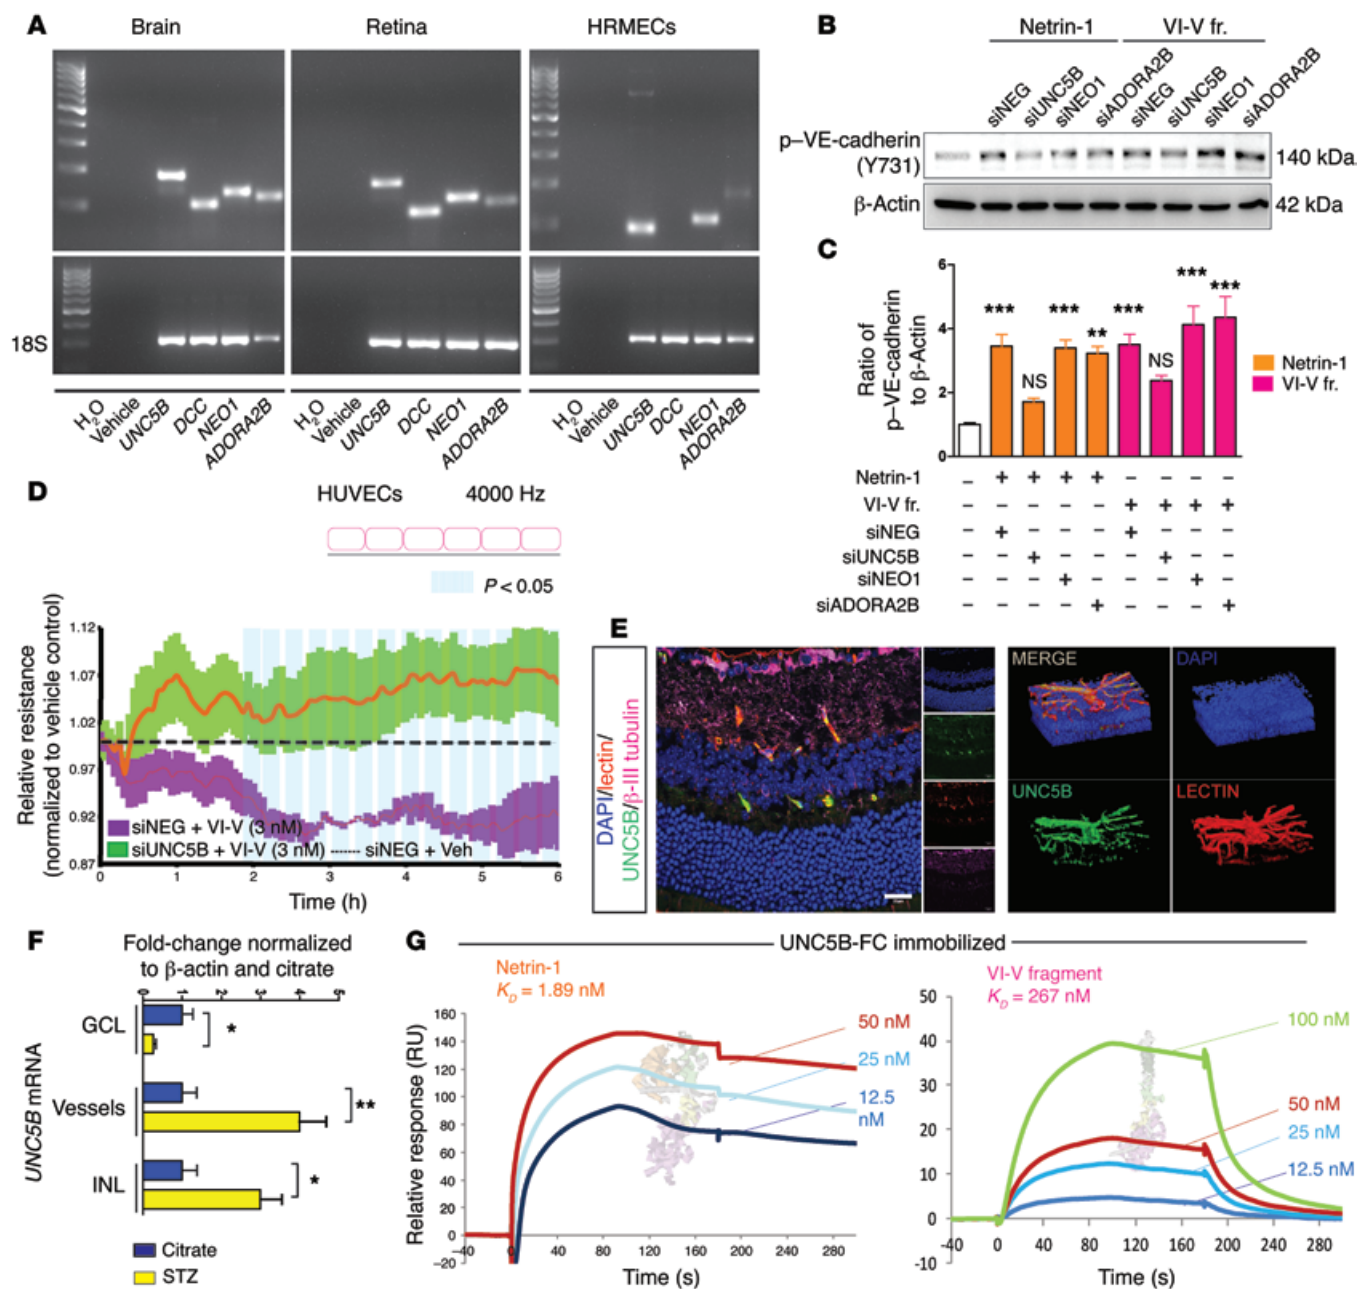 A
Brain
Retina
HRMECs
18S
H2O
Vehicle
UNC5B
DCC
NEO1
ADORA2B
H2O
Vehicle
UNC5B
DCC
NEO1
ADORA2B
H2O
Vehicle
UNC5B
DCC
NEO1
ADORA2B
B
Netrin-1
VI-V fr.
siNEG
siUNC5B
siNEO1
siADORA2B
siNEG
siUNC5B
siNEO1
siADORA2B
p–VE-cadherin
(Y731)
140 kDa
β-Actin
42 kDa
C
Ratio of
p–VE-cadherin
to β-Actin
6
4
2
0
***
NS
***
**
***
NS
***
***
Netrin-1
VI-V fr.
Netrin-1 – + + + + – – – –
VI-V fr. – – – – – + + + +
siNEG – + – – – + – – –
siUNC5B – – + – – – + – –
siNEO1 – – – + – – – + –
siADORA2B – – – – + – – – +
D
HUVECs 4000 Hz
P < 0.05
Relative resistance
(normalized to vehicle control)
1.12
1.07
1.02
0.97
0.92
0.87
siNEG + VI-V (3 nM)
siUNC5B + VI-V (3 nM) siNEG + Veh
0 1 2 3 4 5 6
Time (h)
E
DAPI/lectin/
UNC5B/β-III tubulin
MERGE
DAPI
UNC5B
LECTIN
F
Fold-change normalized
to β-actin and citrate
0 1 2 3 4 5
UNC5B mRNA
GCL
*
Vessels
**
INL
*
Citrate
STZ
G
UNC5B-FC immobilized
Netrin-1
KD = 1.89 nM
Relative response (RU)
160
140
120
100
80
60
40
20
0
–20
–40 0 40 80 120 160 200 240 280
Time (s)
50 nM
25 nM
12.5
nM
VI-V fragment
KD = 267 nM
50
40
30
20
10
0
-10
-40 0 40 80 120 160 200 240 280
Time (s)
100 nM
50 nM
25 nM
12.5 nM